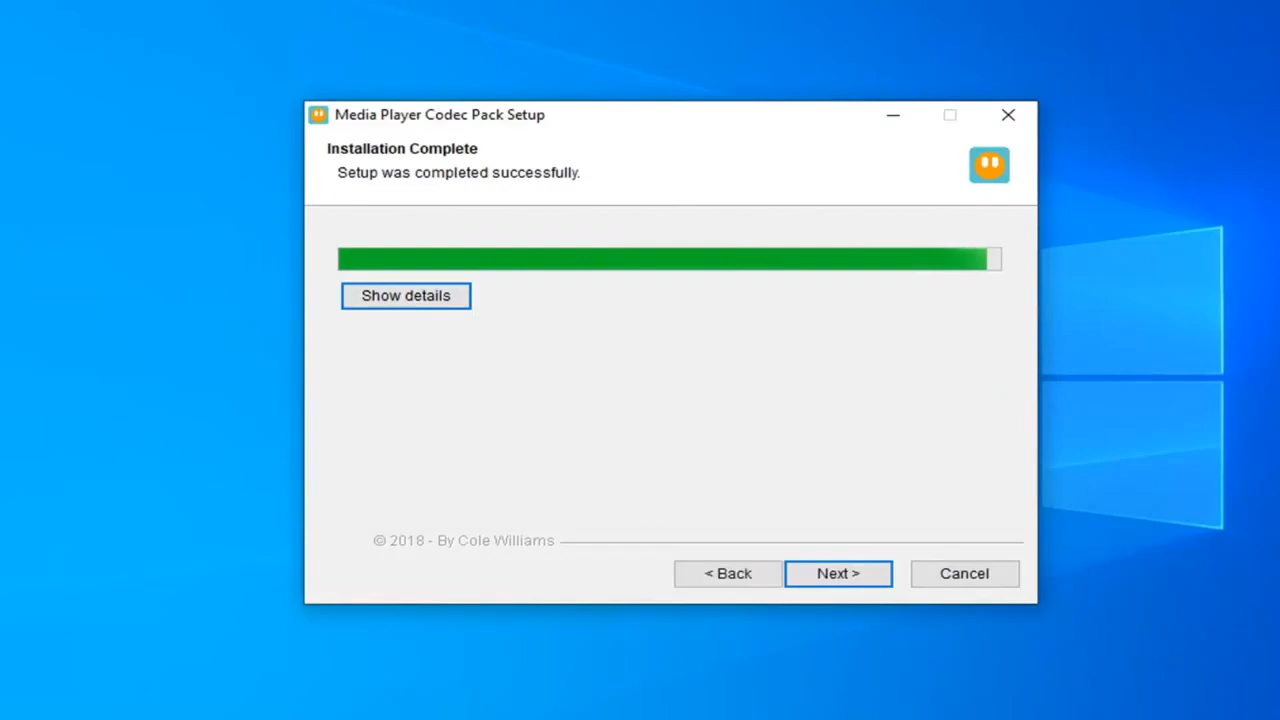 Media Player Codec Pack Setup
Installation Complete
Setup was completed successfully.
Show details
© 2018 - By Cole Williams
< Back
Next >
Cancel